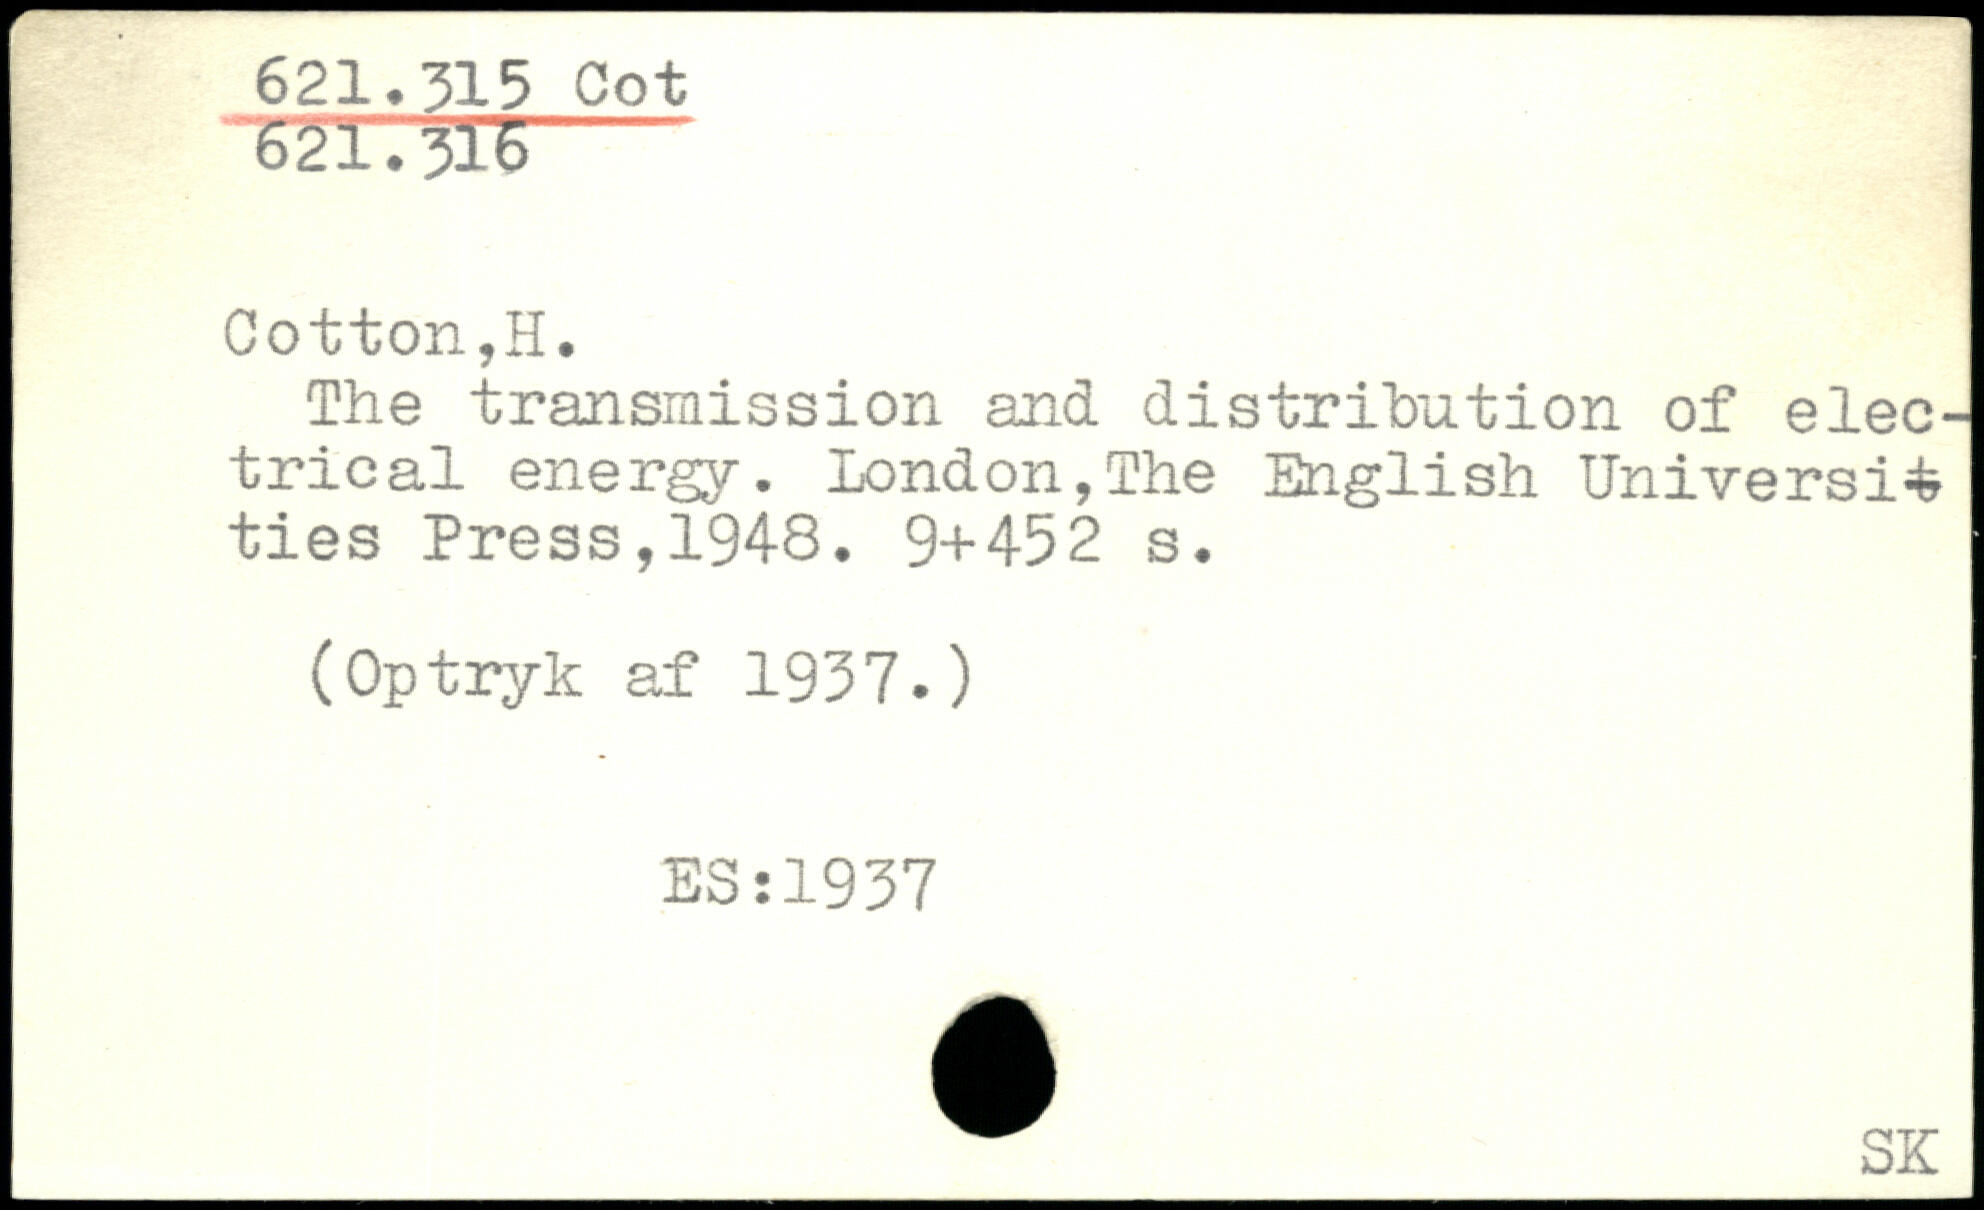 621.315 Cot
621.316
Cotton,H.
The transmission and distribution of elec-
trical energy. London,The English Universi-
ties Press,1948. 9+452 s.
(Optryk af 1937.)
ES:1937
SK